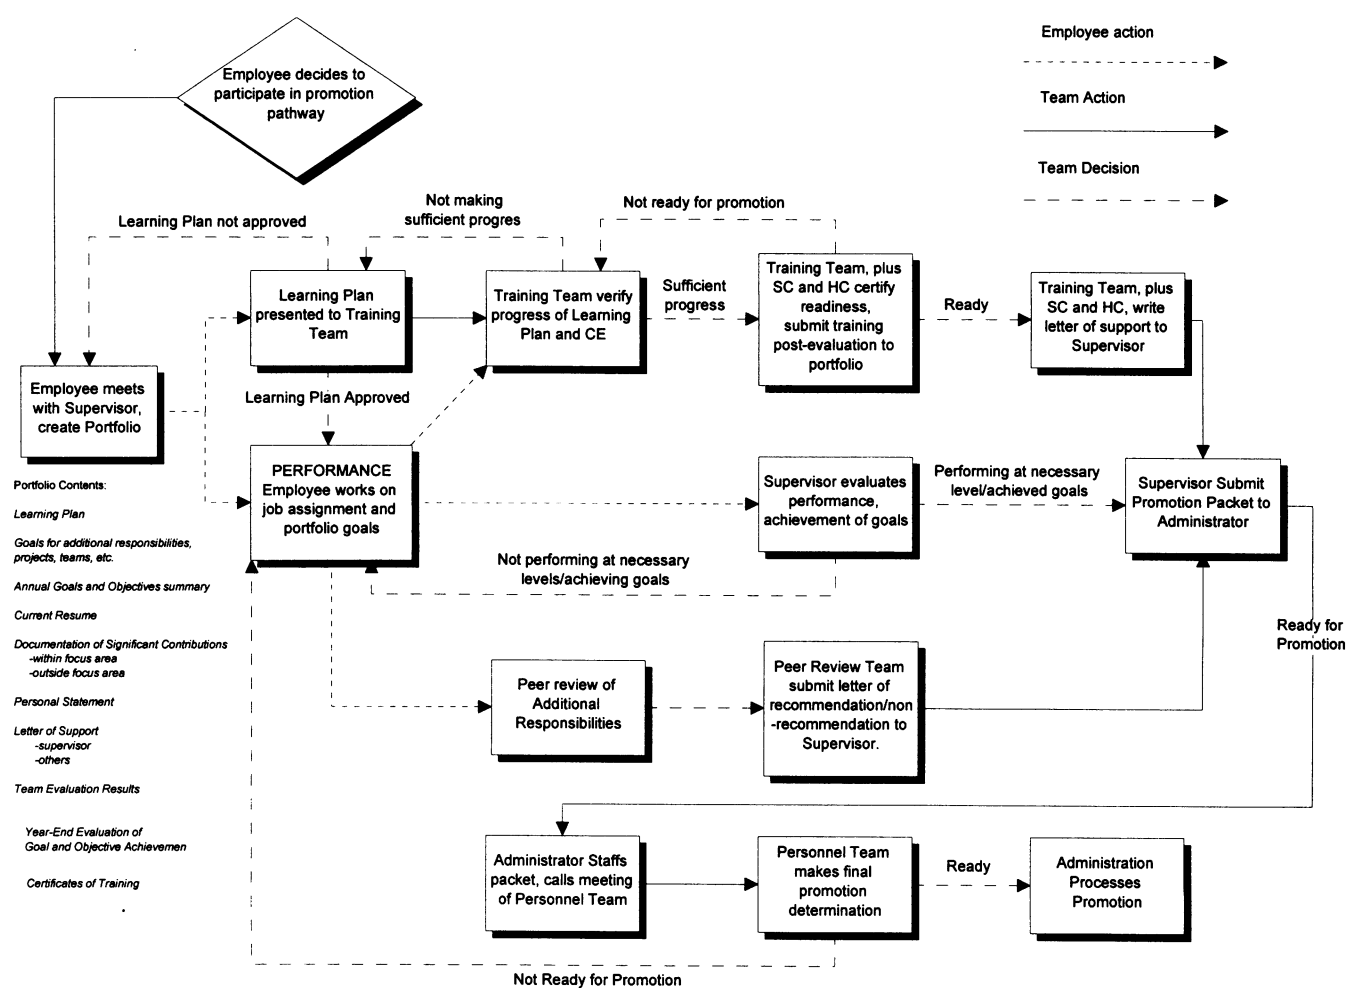 Employee decides to
participate in promotion
pathway
Employee action
Team Action
Team Decision
Learning Plan not approved
Not making
sufficient progres
Not ready for promotion
Learning Plan
presented to Training
Team
Training Team verify
progress of Learning
Plan and CE
Sufficient
progress
Training Team, plus
SC and HC certify
readiness,
submit training
post-evaluation to
portfolio
Ready
Training Team, plus
SC and HC, write
letter of support to
Supervisor
Employee meets
with Supervisor,
create Portfolio
Learning Plan Approved
PERFORMANCE
Employee works on
job assignment and
portfolio goals
Supervisor evaluates
performance,
achievement of goals
Performing at necessary
level/achieved goals
Supervisor Submit
Promotion Packet to
Administrator
Not performing at necessary
levels/achieving goals
Ready for
Promotion
Portfolio Contents:
Learning Plan
Goals for additional responsibilities,
projects, teams, etc.
Annual Goals and Objectives summary
Current Resume
Documentation of Significant Contributions
-within focus area
-outside focus area
Personal Statement
Letter of Support
-supervisor
-others
Team Evaluation Results
Year-End Evaluation of
Goal and Objective Achievemen
Certificates of Training
Peer review of
Additional
Responsibilities
Peer Review Team
submit letter of
recommendation/non
-recommendation to
Supervisor.
Administrator Staffs
packet, calls meeting
of Personnel Team
Personnel Team
makes final
promotion
determination
Ready
Administration
Processes
Promotion
Not Ready for Promotion